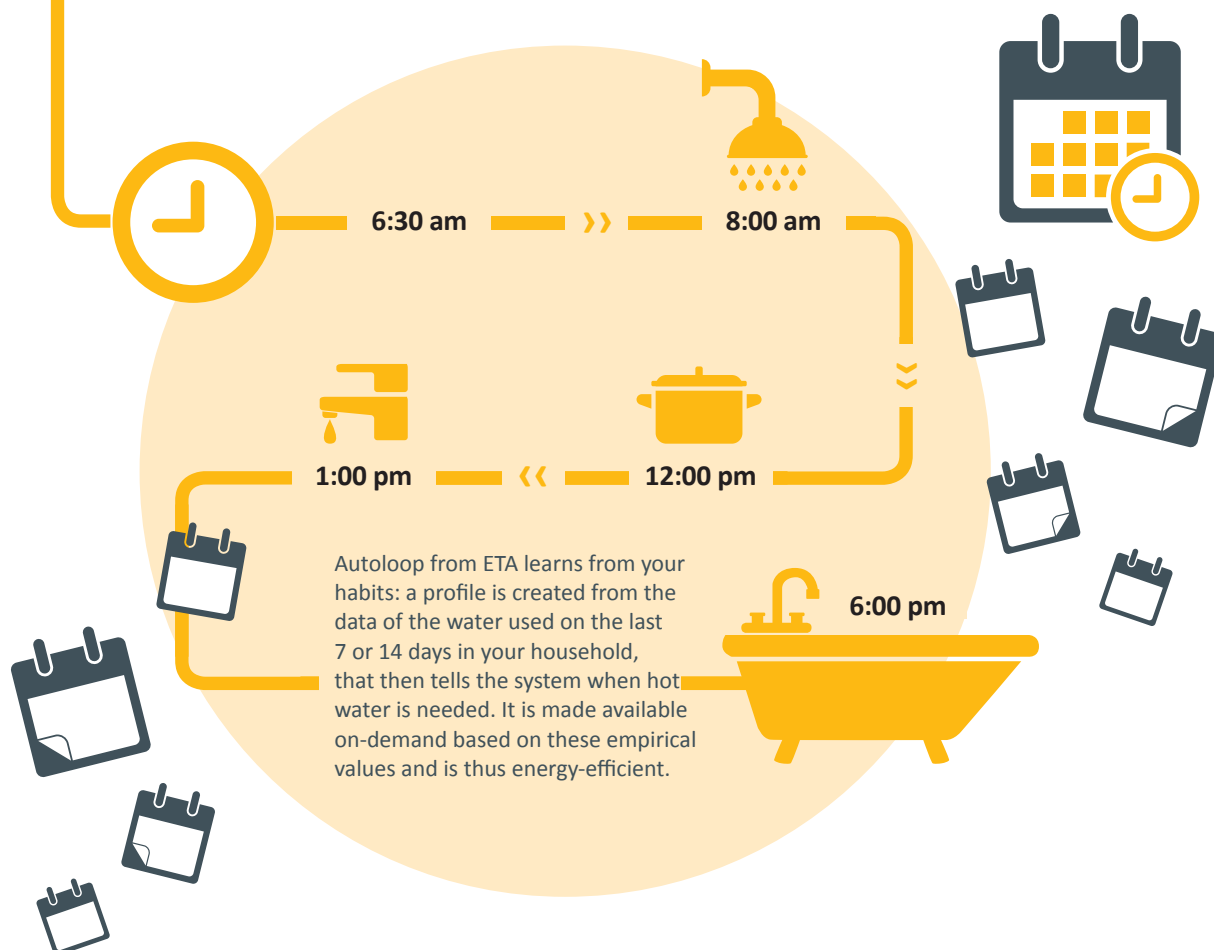 6:30 am
8:00 am
1:00 pm
12:00 pm
Autoloop from ETA learns from your
habits: a profile is created from the
data of the water used on the last
7 or 14 days in your household,
that then tells the system when hot
water is needed. It is made available
on-demand based on these empirical
values and is thus energy-efficient.
6:00 pm